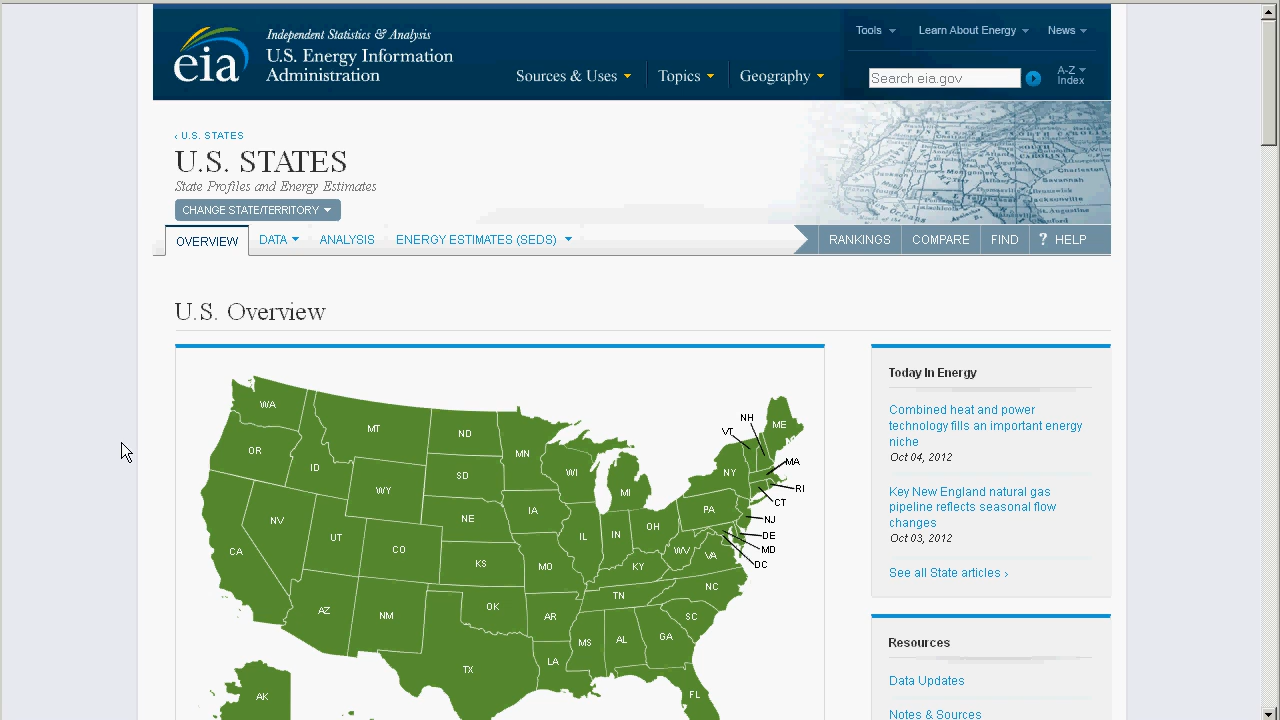 Independent Statistics & Analysis
eia U.S. Energy Information
Administration
Sources & Uses
Topics
Geography
Tools
Learn About Energy
News
Search eia.gov
A-Z
Index
‹ U.S. STATES
U.S. STATES
State Profiles and Energy Estimates
CHANGE STATE/TERRITORY
OVERVIEW
DATA
ANALYSIS
ENERGY ESTIMATES (SEDS)
RANKINGS
COMPARE
FIND
? HELP
U.S. Overview
WA
OR
ID
MT
ND
MN
SD
WY
NE
IA
WI
MI
NV
UT
CO
KS
MO
IL
IN
OH
KY
WV
VA
PA
NY
VT
NH
ME
MA
RI
CT
NJ
DE
MD
DC
CA
AZ
NM
OK
AR
TN
NC
SC
MS
AL
GA
TX
LA
FL
AK
Today In Energy
Combined heat and power
technology fills an important energy
niche
Oct 04, 2012
Key New England natural gas
pipeline reflects seasonal flow
changes
Oct 03, 2012
See all State articles ›
Resources
Data Updates
Notes & Sources